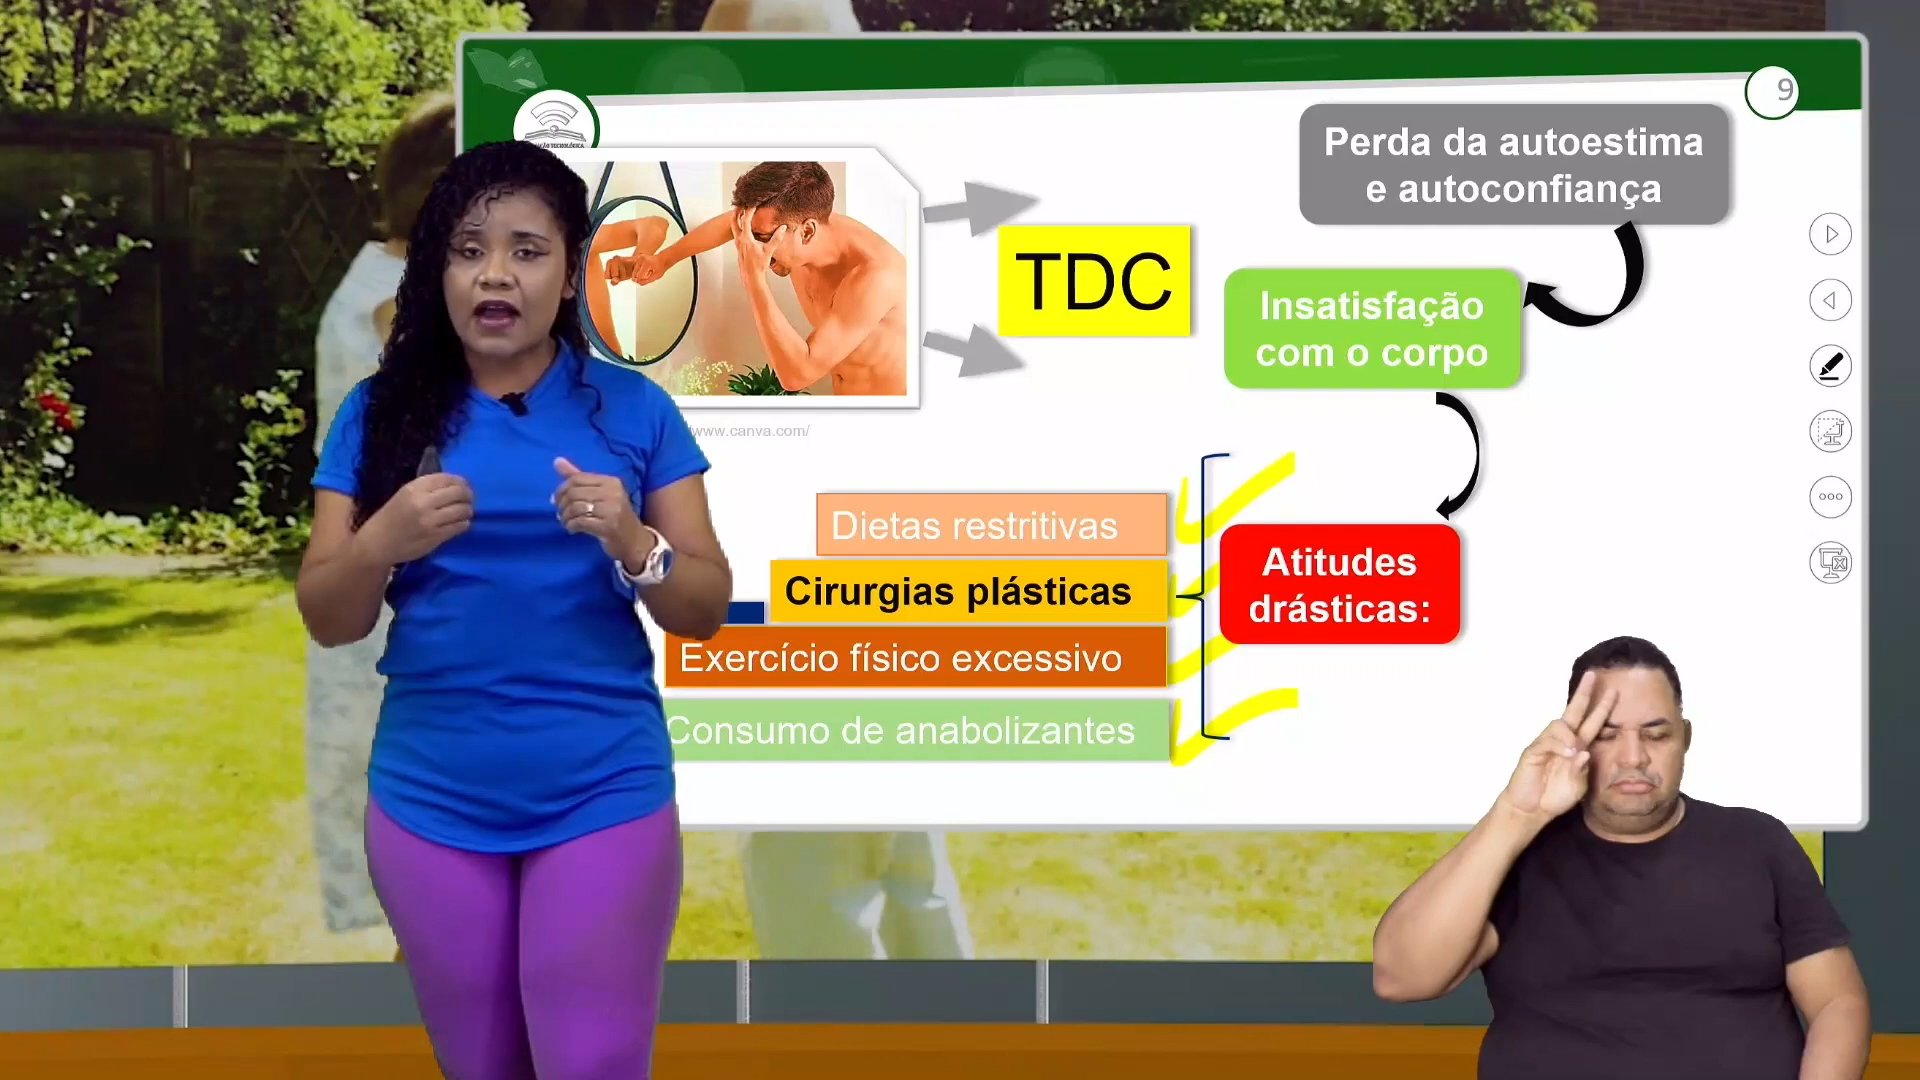 9
Perda da autoestima
e autoconfiança
TDC
Insatisfação
com o corpo
www.canva.com/
Dietas restritivas
Cirurgias plásticas
Exercício físico excessivo
Consumo de anabolizantes
Atitudes
drásticas: